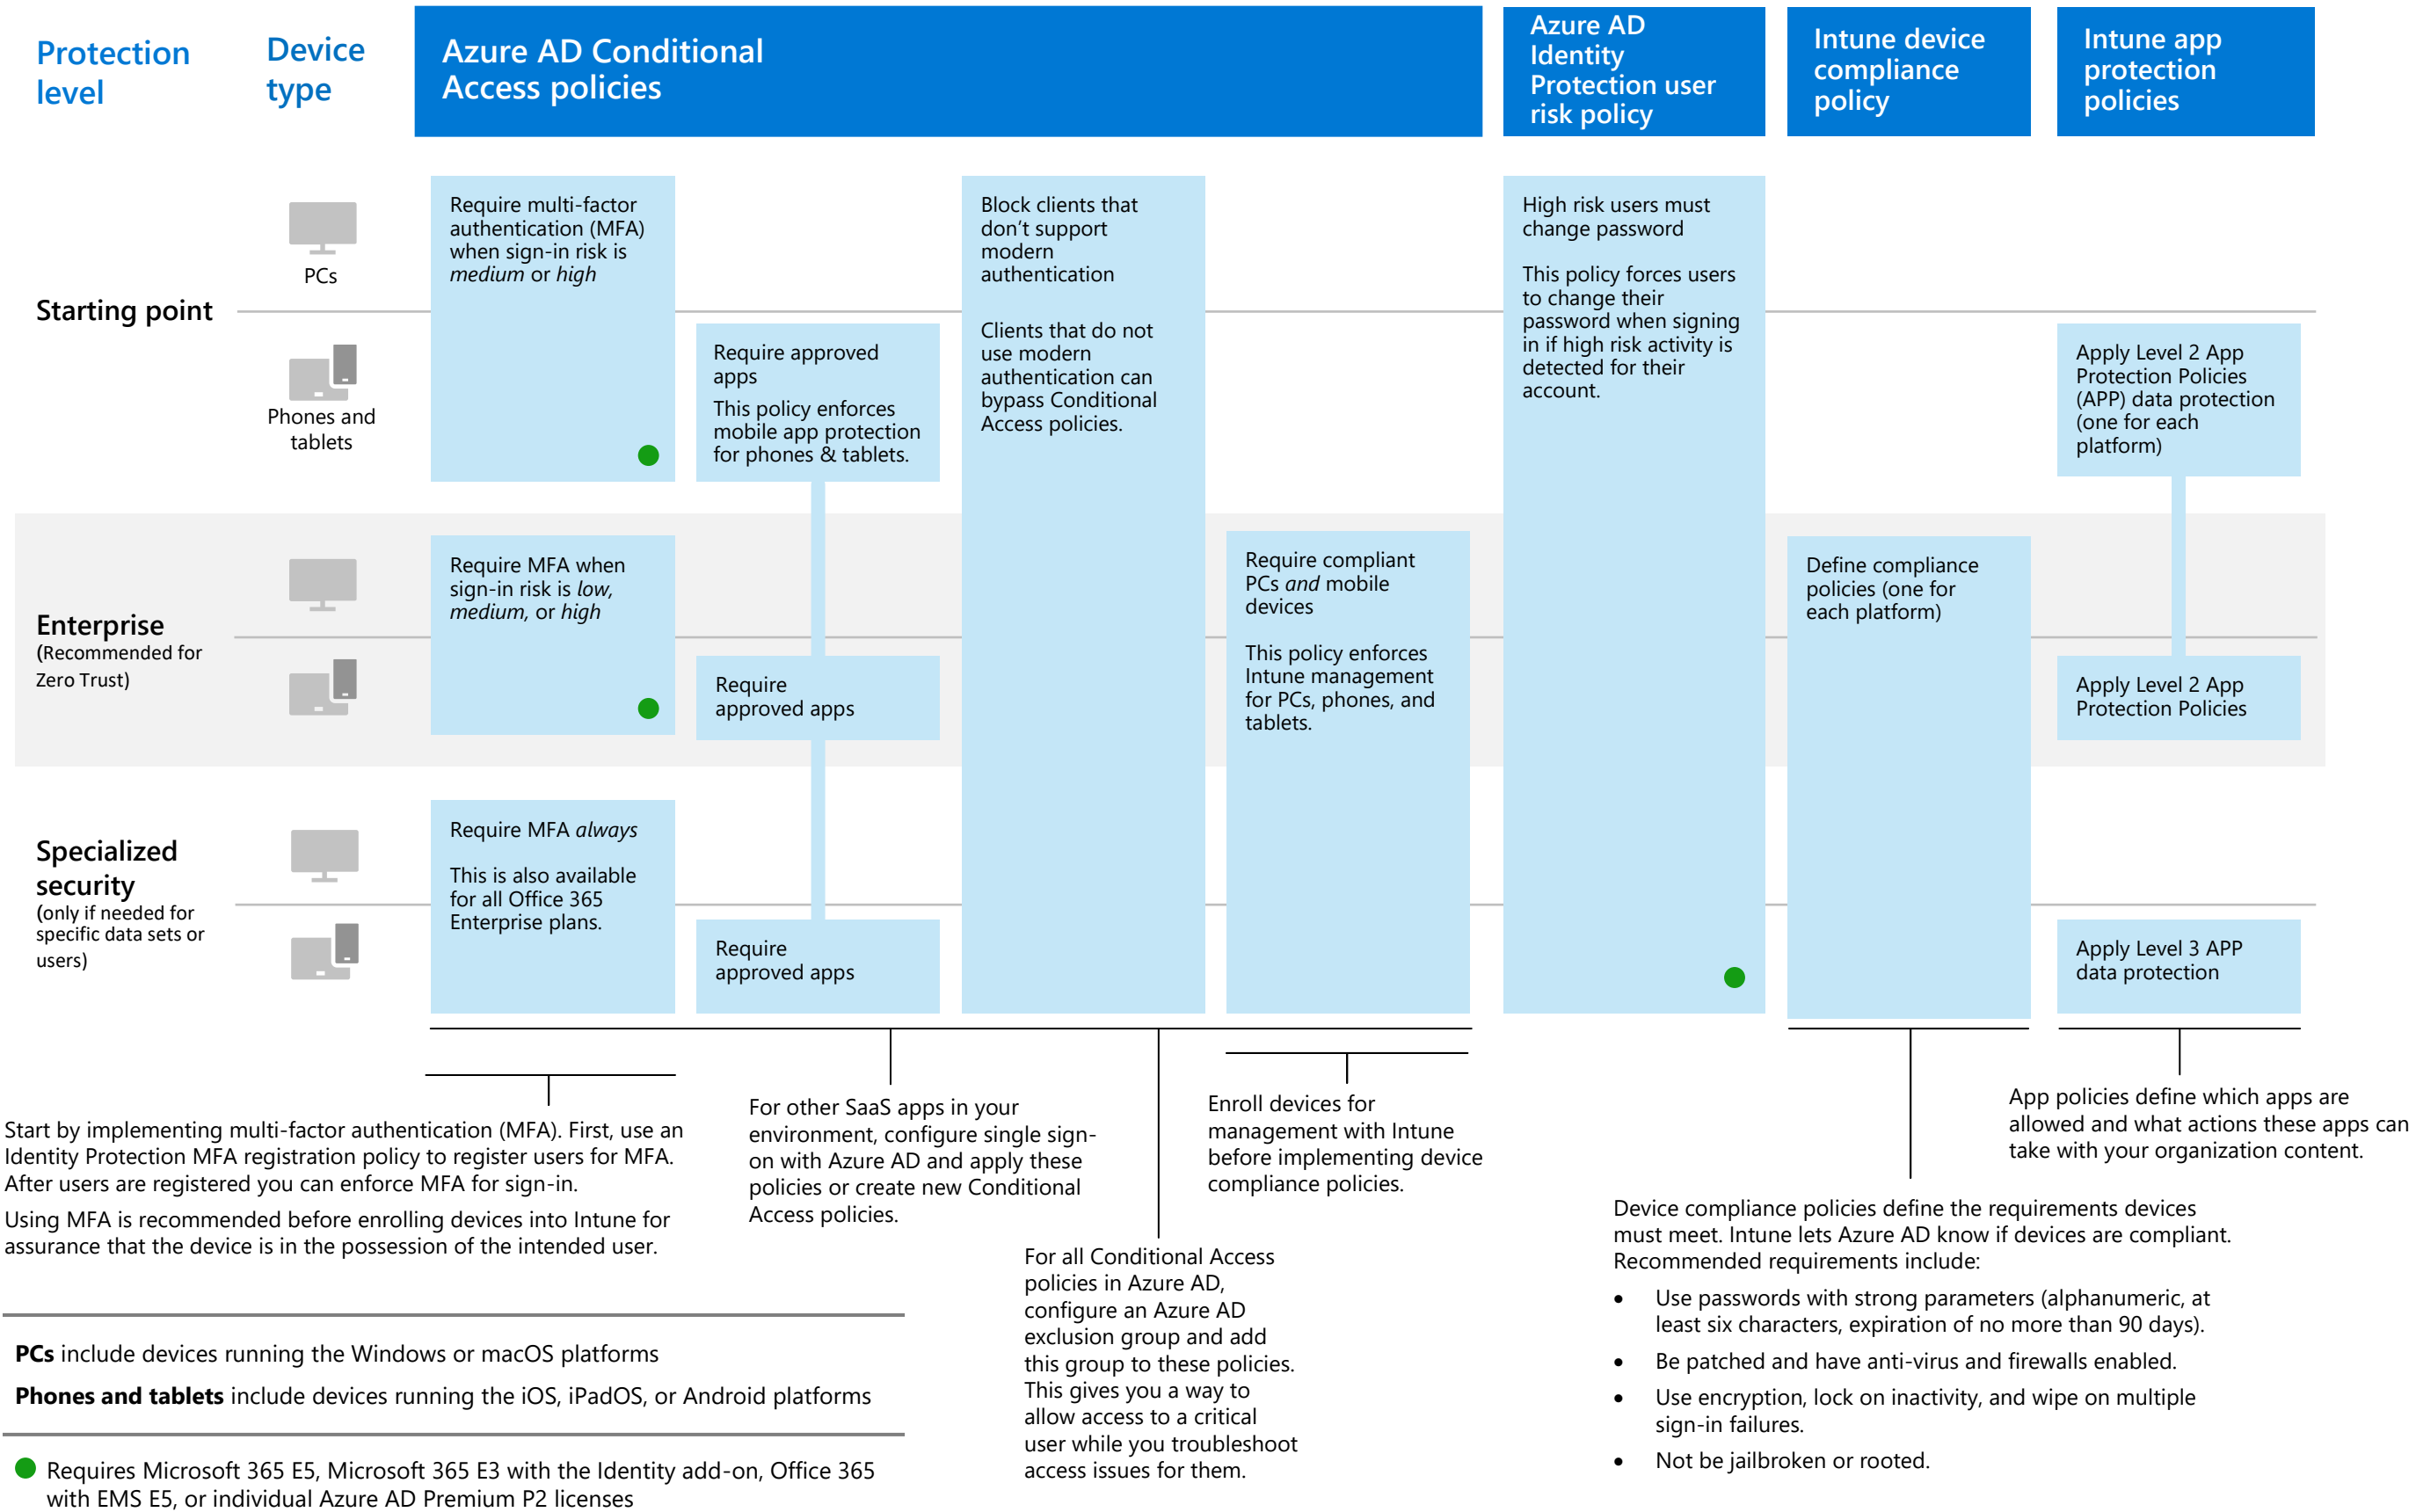 Protection
level
Device
type
Azure AD Conditional
Access policies
Azure AD
Identity
Protection user
risk policy
Intune device
compliance
policy
Intune app
protection
policies
Starting point
PCs
Phones and
tablets
Require multi-factor
authentication (MFA)
when sign-in risk is
medium or high
Require approved
apps
This policy enforces
mobile app protection
for phones & tablets.
Block clients that
don't support
modern
authentication
Clients that do not
use modern
authentication can
bypass Conditional
Access policies.
High risk users must
change password
This policy forces users
to change their
password when signing
in if high risk activity is
detected for their
account.
Apply Level 2 App
Protection Policies
(APP) data protection
(one for each
platform)
Enterprise
(Recommended for
Zero Trust)
Require MFA when
sign-in risk is low,
medium, or high
Require
approved apps
Require compliant
PCs and mobile
devices
This policy enforces
Intune management
for PCs, phones, and
tablets.
Define compliance
policies (one for
each platform)
Apply Level 2 App
Protection Policies
Specialized
security
(only if needed for
specific data sets or
users)
Require MFA always
This is also available
for all Office 365
Enterprise plans.
Require
approved apps
Apply Level 3 APP
data protection
Start by implementing multi-factor authentication (MFA). First, use an
Identity Protection MFA registration policy to register users for MFA.
After users are registered you can enforce MFA for sign-in.
Using MFA is recommended before enrolling devices into Intune for
assurance that the device is in the possession of the intended user.
For other SaaS apps in your
environment, configure single sign-
on with Azure AD and apply these
policies or create new Conditional
Access policies.
For all Conditional Access
policies in Azure AD,
configure an Azure AD
exclusion group and add
this group to these policies.
This gives you a way to
allow access to a critical
user while you troubleshoot
access issues for them.
Enroll devices for
management with Intune
before implementing device
compliance policies.
Device compliance policies define the requirements devices
must meet. Intune lets Azure AD know if devices are compliant.
Recommended requirements include:
• Use passwords with strong parameters (alphanumeric, at
least six characters, expiration of no more than 90 days).
• Be patched and have anti-virus and firewalls enabled.
• Use encryption, lock on inactivity, and wipe on multiple
sign-in failures.
• Not be jailbroken or rooted.
App policies define which apps are
allowed and what actions these apps can
take with your organization content.
PCs include devices running the Windows or macOS platforms
Phones and tablets include devices running the iOS, iPadOS, or Android platforms
Requires Microsoft 365 E5, Microsoft 365 E3 with the Identity add-on, Office 365
with EMS E5, or individual Azure AD Premium P2 licenses